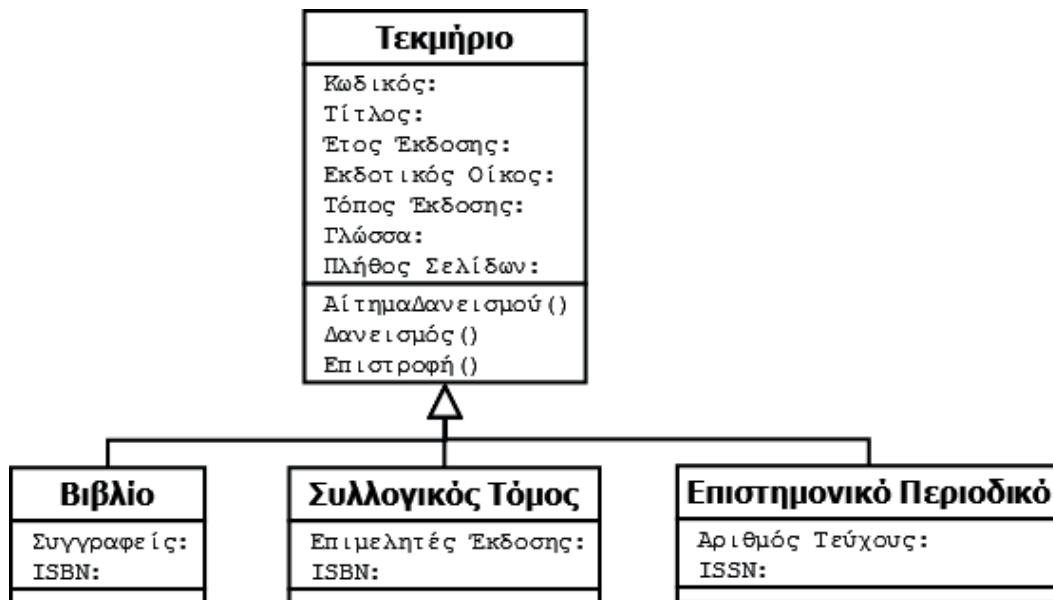 Τεκμήριο
Κωδικός:
Τίτλος:
Έτος Έκδοσης:
Εκδοτικός Οίκος:
Τόπος Έκδοσης:
Γλώσσα:
Πλήθος Σελίδων:
ΑίτημαΔανεισμού()
Δανεισμός()
Επιστροφή()
Βιβλίο
Συγγραφείς:
ISBN:
Συλλογικός Τόμος
Επιμελητές Έκδοσης:
ISBN:
Επιστημονικό Περιοδικό
Αριθμός Τεύχους:
ISSN: